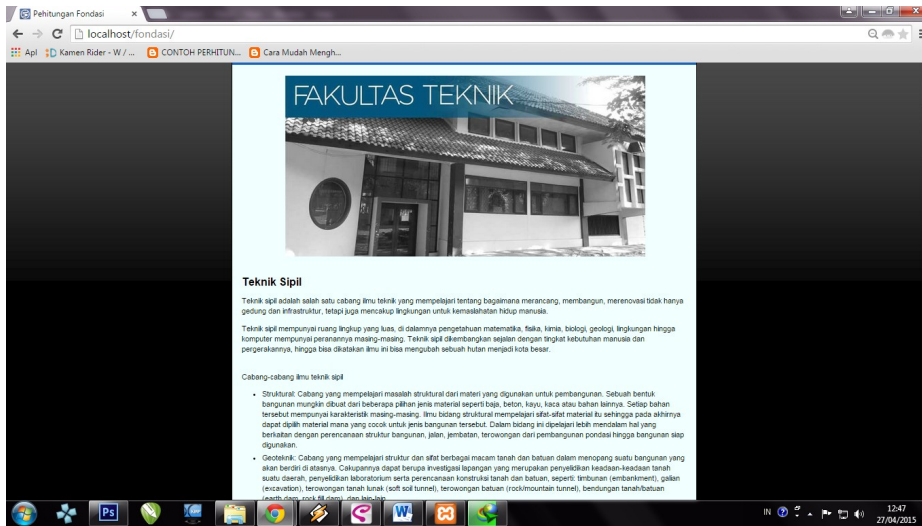 Pehitungan Fondasi
localhost/fondasi/
Apl Kamen Rider - W / ... CONTOH PERHITUN... Cara Mudah Mengh...
FAKULTAS TEKNIK
Teknik Sipil
Teknik sipil adalah salah satu cabang ilmu teknik yang mempelajari tentang bagaimana merancang, membangun, merenovasi tidak hanya
gedung dan infrastruktur, tetapi juga mencakup lingkungan untuk kemaslahatan hidup manusia.
Teknik sipil mempunyai ruang lingkup yang luas, di dalamnya pengetahuan matematika, fisika, kimia, biologi, geologi, lingkungan hingga
komputer mempunyai peranannya masing-masing. Teknik sipil dikembangkan sejalan dengan tingkat kebutuhan manusia dan
pergerakannya, hingga bisa dikatakan ilmu ini bisa mengubah sebuah hutan menjadi kota besar.
Cabang-cabang ilmu teknik sipil
• Struktural: Cabang yang mempelajari masalah struktural dari materi yang digunakan untuk pembangunan. Sebuah bentuk
bangunan mungkin dibuat dari beberapa pilihan jenis material seperti baja, beton, kayu, kaca atau bahan lainnya. Setiap bahan
tersebut mempunyai karakteristik masing-masing. Ilmu bidang struktural mempelajari sifat-sifat material itu sehingga pada akhirnya
dapat dipilih material mana yang cocok untuk jenis bangunan tersebut. Dalam bidang ini dipelajari lebih mendalam hal yang
berkaitan dengan perencanaan struktur bangunan, jalan, jembatan, terowongan dari pembangunan pondasi hingga bangunan siap
digunakan.
• Geoteknik: Cabang yang mempelajari struktur dan sifat berbagai macam tanah dan batuan dalam menopang suatu bangunan yang
akan berdiri di atasnya. Cakupannya dapat berupa investigasi lapangan yang merupakan penyelidikan keadaan-keadaan tanah
suatu daerah, penyelidikan laboratorium serta perencanaan konstruksi tanah dan batuan, seperti: timbunan (embankment), galian
(excavation), terowongan tanah lunak (soft soil tunnel), terowongan batuan (rock/mountain tunnel), bendungan tanah/batuan
(earth dam, rock fill dam), dan lain-lain.
Ps
W
IN
12:47
27/04/2015